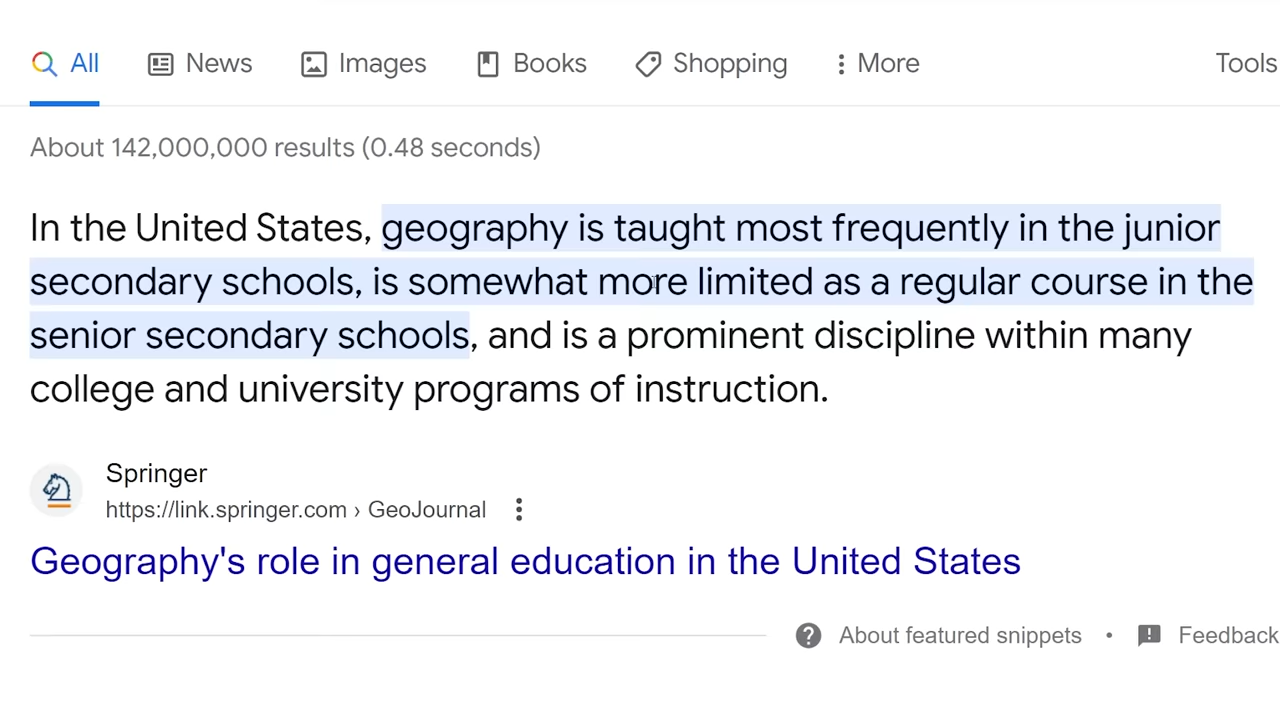 All News Images Books Shopping More Tools
About 142,000,000 results (0.48 seconds)
In the United States, geography is taught most frequently in the junior
secondary schools, is somewhat more limited as a regular course in the
senior secondary schools, and is a prominent discipline within many
college and university programs of instruction.
Springer
https://link.springer.com › GeoJournal
Geography's role in general education in the United States
About featured snippets • Feedback